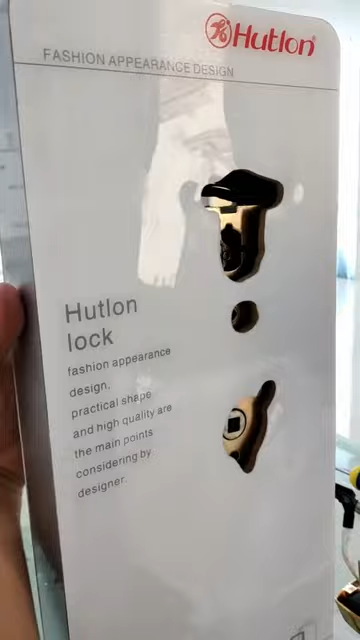 Hutlon®
FASHION APPEARANCE DESIGN
Hutlon
lock
fashion appearance
design,
practical shape
and high quality are
the main points
considering by
designer.